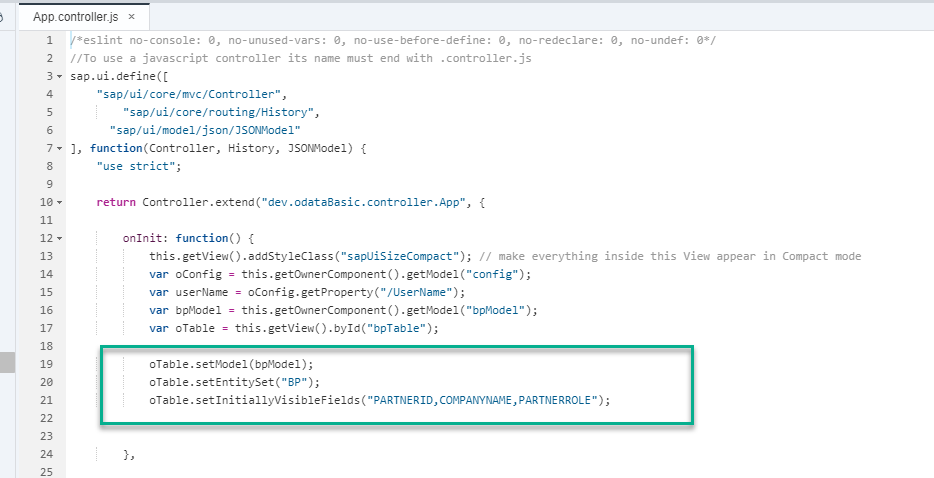 App.controller.js ×
1 /*eslint no-console: 0, no-unused-vars: 0, no-use-before-define: 0, no-redeclare: 0, no-undef: 0*/
2 //To use a javascript controller its name must end with .controller.js
3 sap.ui.define([
4 "sap/ui/core/mvc/Controller",
5 "sap/ui/core/routing/History",
6 "sap/ui/model/json/JSONModel"
7 ], function(Controller, History, JSONModel) {
8 "use strict";
9
10 return Controller.extend("dev.odataBasic.controller.App", {
11
12 onInit: function() {
13 this.getView().addStyleClass("sapUiSizeCompact"); // make everything inside this View appear in Compact mode
14 var oConfig = this.getOwnerComponent().getModel("config");
15 var userName = oConfig.getProperty("/UserName");
16 var bpModel = this.getOwnerComponent().getModel("bpModel");
17 var oTable = this.getView().byId("bpTable");
18
19 oTable.setModel(bpModel);
20 oTable.setEntitySet("BP");
21 oTable.setInitiallyVisibleFields("PARTNERID,COMPANYNAME,PARTNERROLE");
22
23
24 },
25